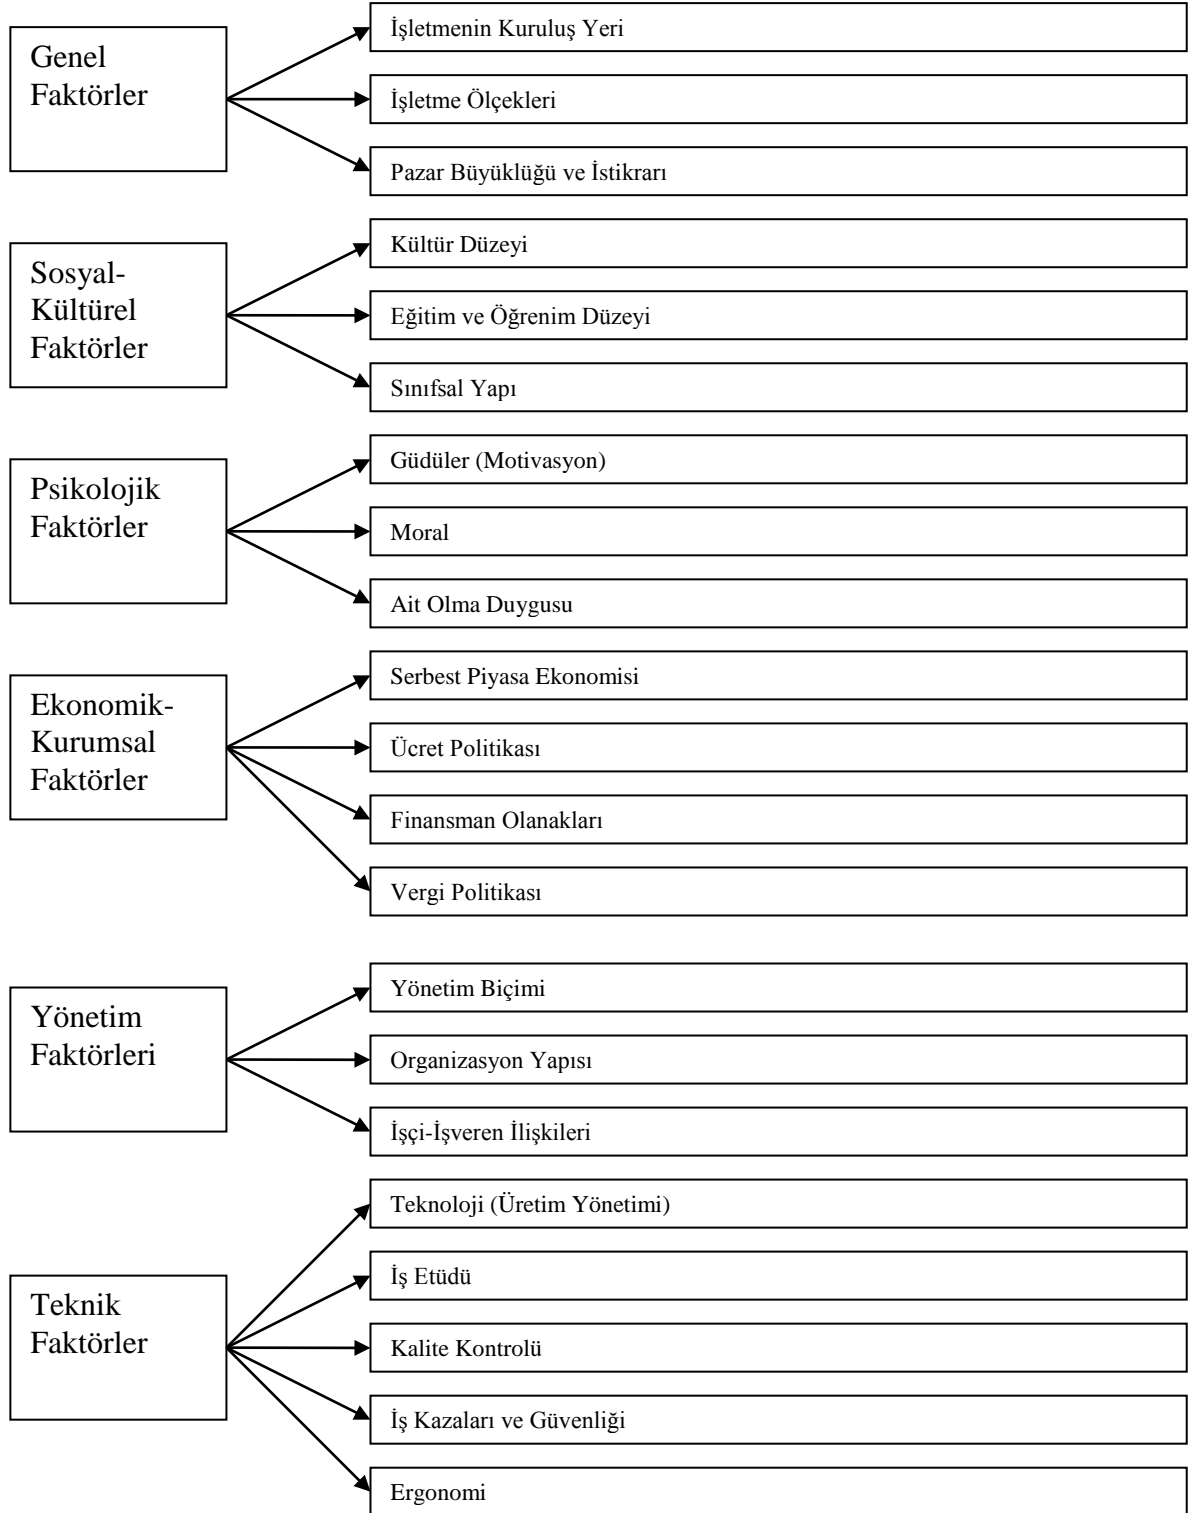 Genel
Faktörler
İşletmenin Kuruluş Yeri
İşletme Ölçekleri
Pazar Büyüklüğü ve İstikrarı
Sosyal-
Kültürel
Faktörler
Kültür Düzeyi
Eğitim ve Öğrenim Düzeyi
Sınıfsal Yapı
Psikolojik
Faktörler
Güdüler (Motivasyon)
Moral
Ait Olma Duygusu
Ekonomik-
Kurumsal
Faktörler
Serbest Piyasa Ekonomisi
Ücret Politikası
Finansman Olanakları
Vergi Politikası
Yönetim
Faktörleri
Yönetim Biçimi
Organizasyon Yapısı
İşçi-İşveren İlişkileri
Teknik
Faktörler
Teknoloji (Üretim Yönetimi)
İş Etüdü
Kalite Kontrolü
İş Kazaları ve Güvenliği
Ergonomi